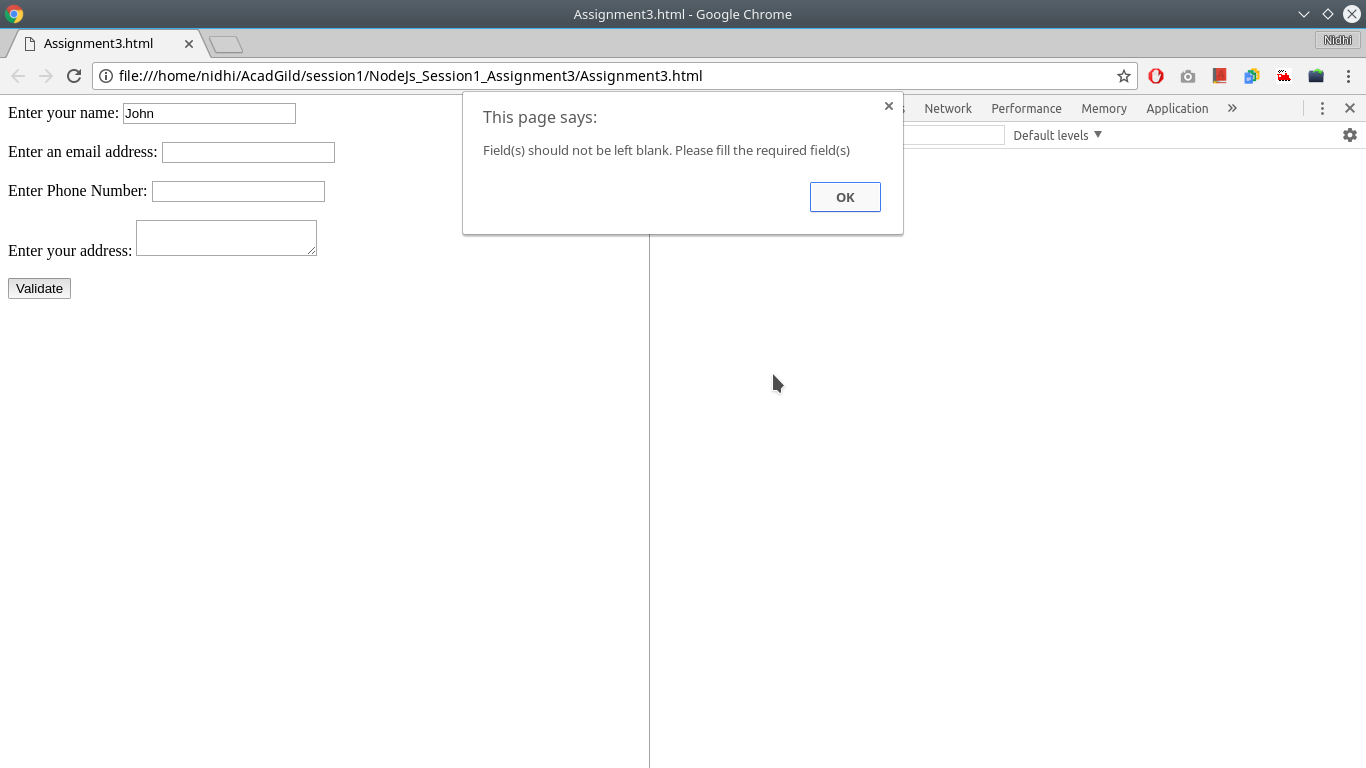 Assignment3.html - Google Chrome
Assignment3.html
Nidhi
file:///home/nidhi/AcadGild/session1/NodeJs_Session1_Assignment3/Assignment3.html
Network Performance Memory Application »
Default levels
This page says:
Field(s) should not be left blank. Please fill the required field(s)
OK
Enter your name: John
Enter an email address:
Enter Phone Number:
Enter your address:
Validate